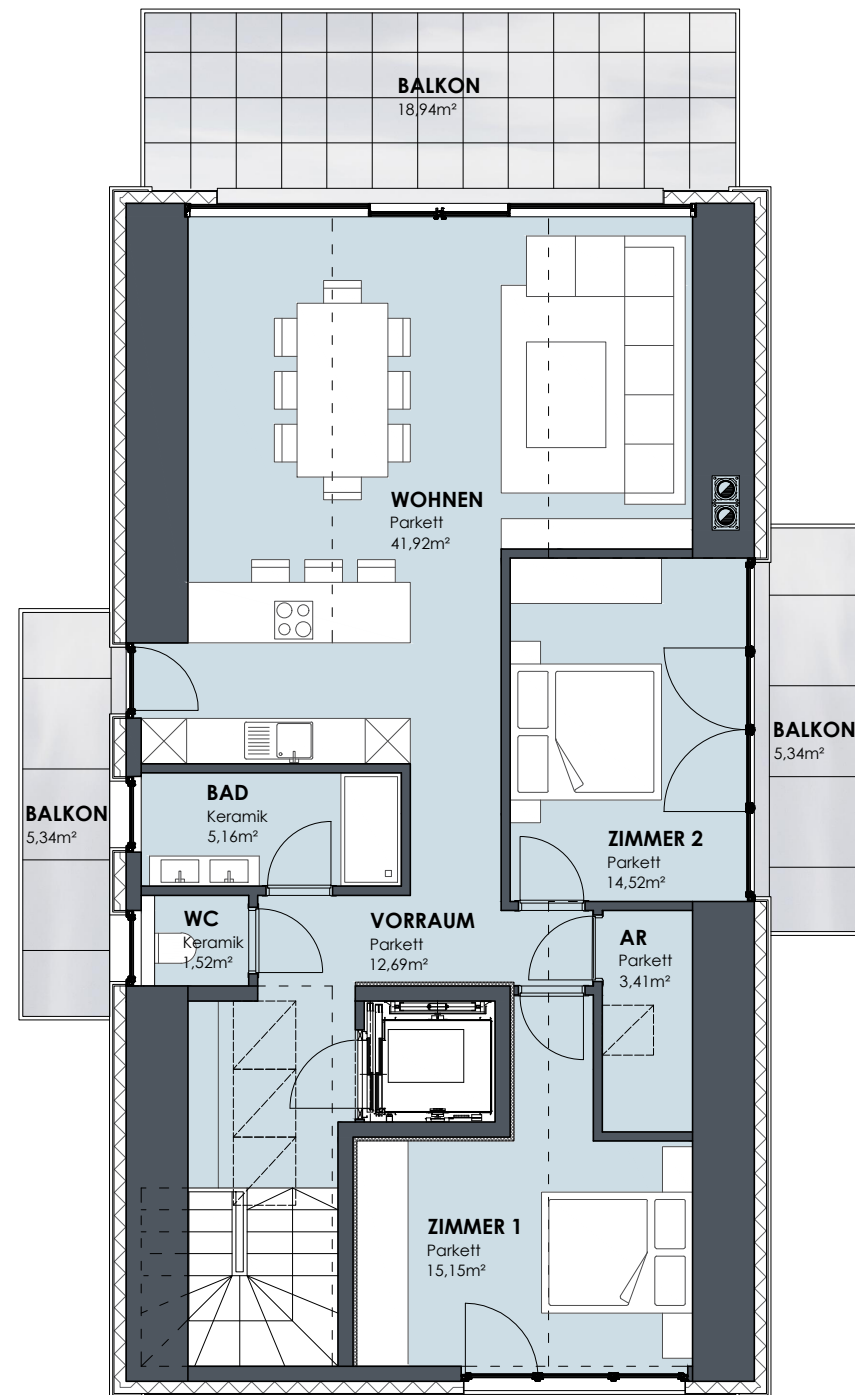 BALKON
18,94m²
WOHNEN
Parkett
41,92m²
BALKON
5,34m²
BAD
Keramik
5,16m²
BALKON
5,34m²
ZIMMER 2
Parkett
14,52m²
WC
Keramik
1,52m²
VORRAUM
Parkett
12,69m²
AR
Parkett
3,41m²
ZIMMER 1
Parkett
15,15m²